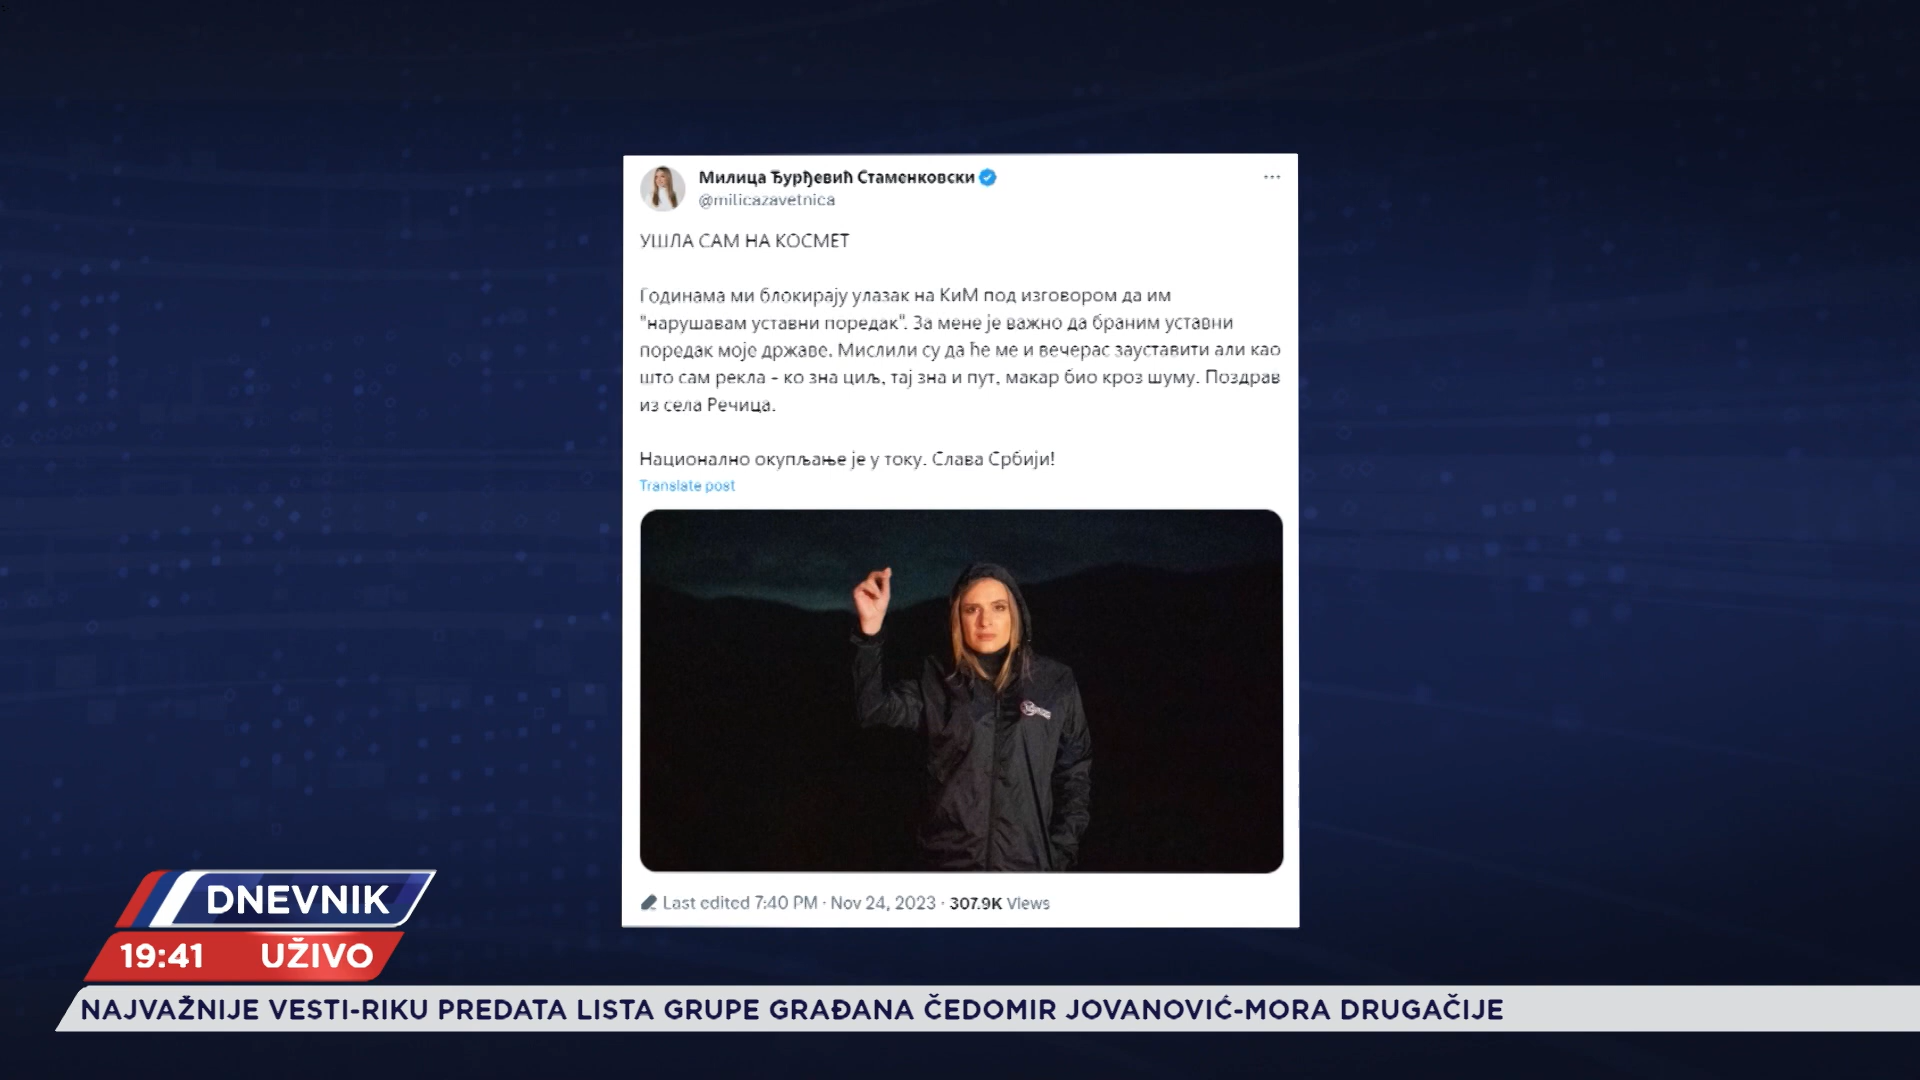 Милица Ђурђевић Стаменковски
@milicazavetnica
УШЛА САМ НА КОСМЕТ
Годинама ми блокирају улазак на КиМ под изговором да им
"нарушавам уставни поредак". За мене је важно да браним уставни
поредак моје државе. Мислили су да ће ме и вечерас зауставити али као
што сам рекла - ко зна циљ, тај зна и пут, макар био кроз шуму. Поздрав
из села Речица.
Национално окупљање је у току. Слава Србији!
Translate post
Last edited 7:40 PM · Nov 24, 2023 · 307.9K Views
DNEVNIK
19:41 UŽIVO
NAJVAŽNIJE VESTI-RIKU PREDATA LISTA GRUPE GRAĐANA ČEDOMIR JOVANOVIĆ-MORA DRUGAČIJE